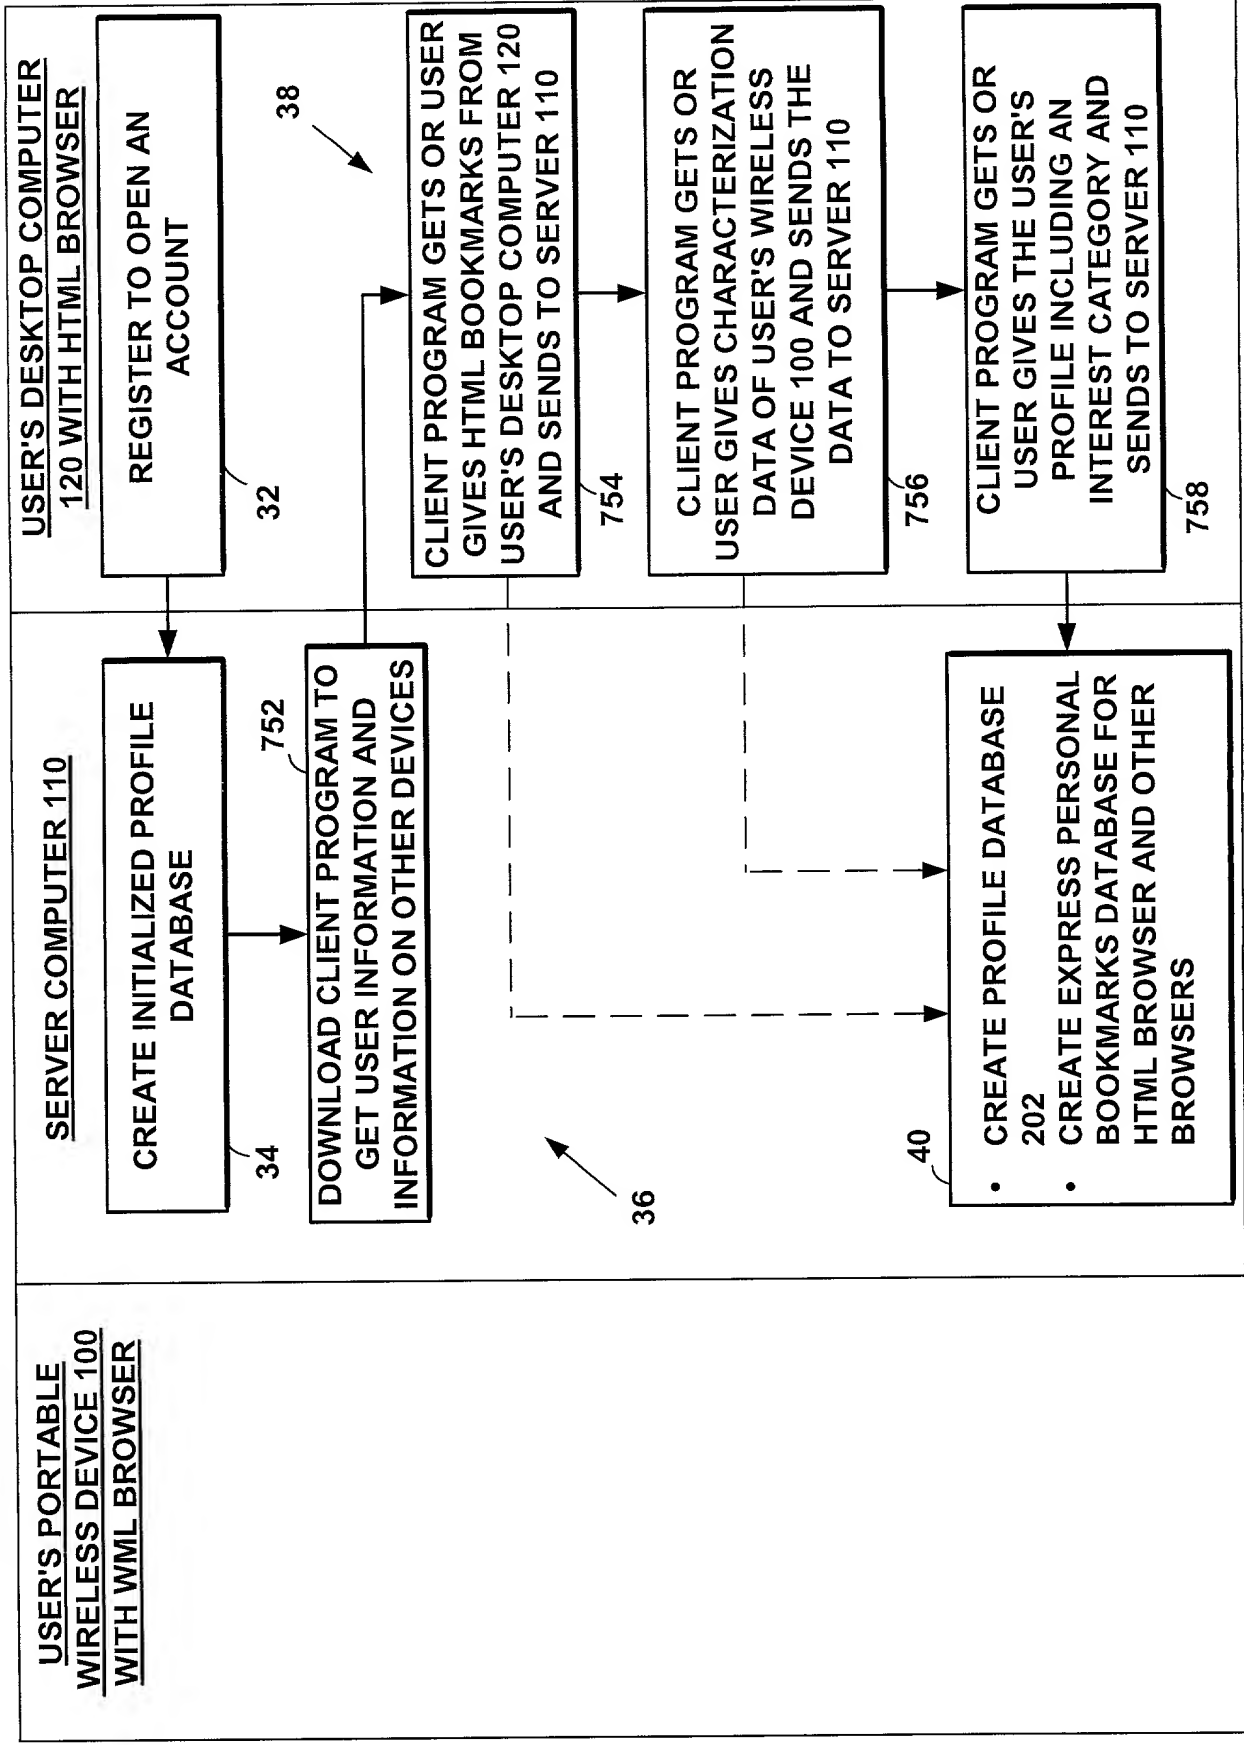 USER'S PORTABLE
WIRELESS DEVICE 100
WITH WML BROWSER
SERVER COMPUTER 110
CREATE INITIALIZED PROFILE
DATABASE
34
752
DOWNLOAD CLIENT PROGRAM TO
GET USER INFORMATION AND
INFORMATION ON OTHER DEVICES
36
40
• CREATE PROFILE DATABASE
202
• CREATE EXPRESS PERSONAL
BOOKMARKS DATABASE FOR
HTML BROWSER AND OTHER
BROWSERS
USER'S DESKTOP COMPUTER
120 WITH HTML BROWSER
REGISTER TO OPEN AN
ACCOUNT
32
38
CLIENT PROGRAM GETS OR USER
GIVES HTML BOOKMARKS FROM
USER'S DESKTOP COMPUTER 120
AND SENDS TO SERVER 110
754
CLIENT PROGRAM GETS OR
USER GIVES CHARACTERIZATION
DATA OF USER'S WIRELESS
DEVICE 100 AND SENDS THE
DATA TO SERVER 110
756
CLIENT PROGRAM GETS OR
USER GIVES THE USER'S
PROFILE INCLUDING AN
INTEREST CATEGORY AND
SENDS TO SERVER 110
758